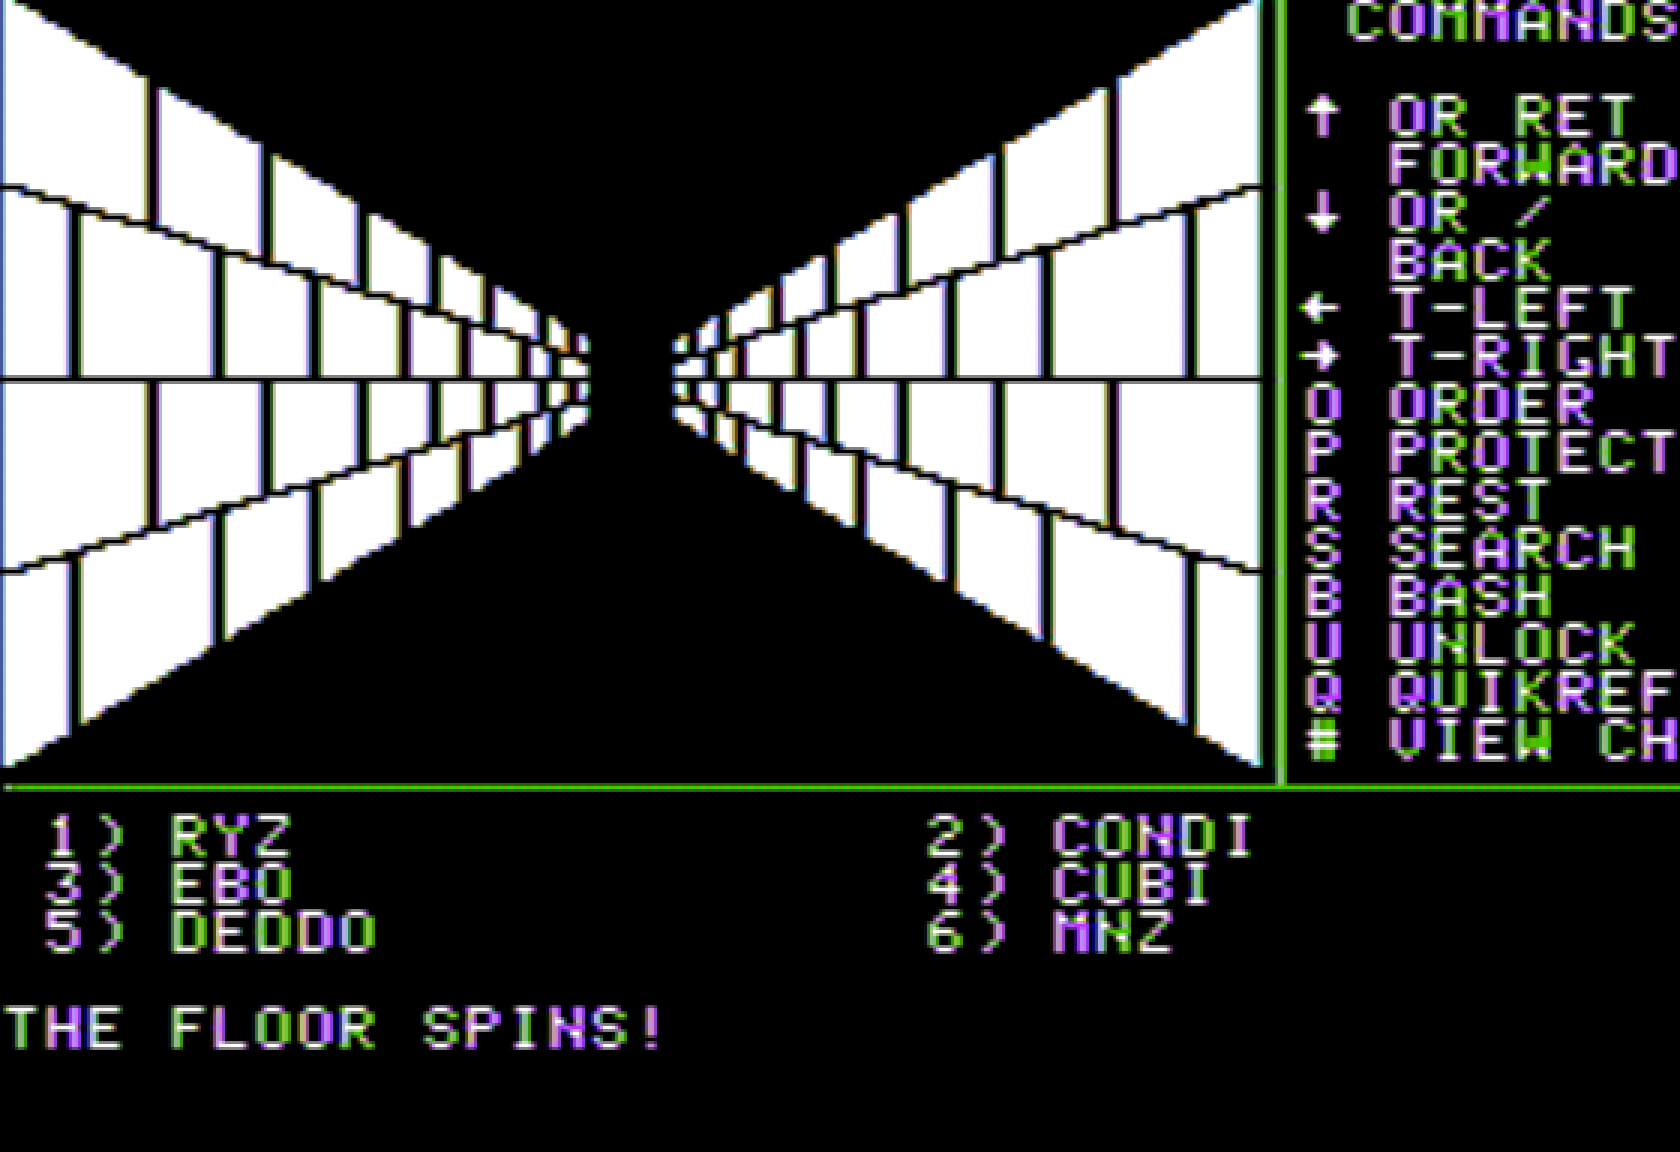 COMMANDS
↑ OR RET
FORWARD
↓ OR /
BACK
← T-LEFT
→ T-RIGHT
O ORDER
P PROTECT
R REST
S SEARCH
B BASH
U UNLOCK
Q QUIKREF
# VIEW CH
1) RYZ 2) CONDI
3) EBO 4) CUBI
5) DEDDO 6) MNZ
THE FLOOR SPINS!